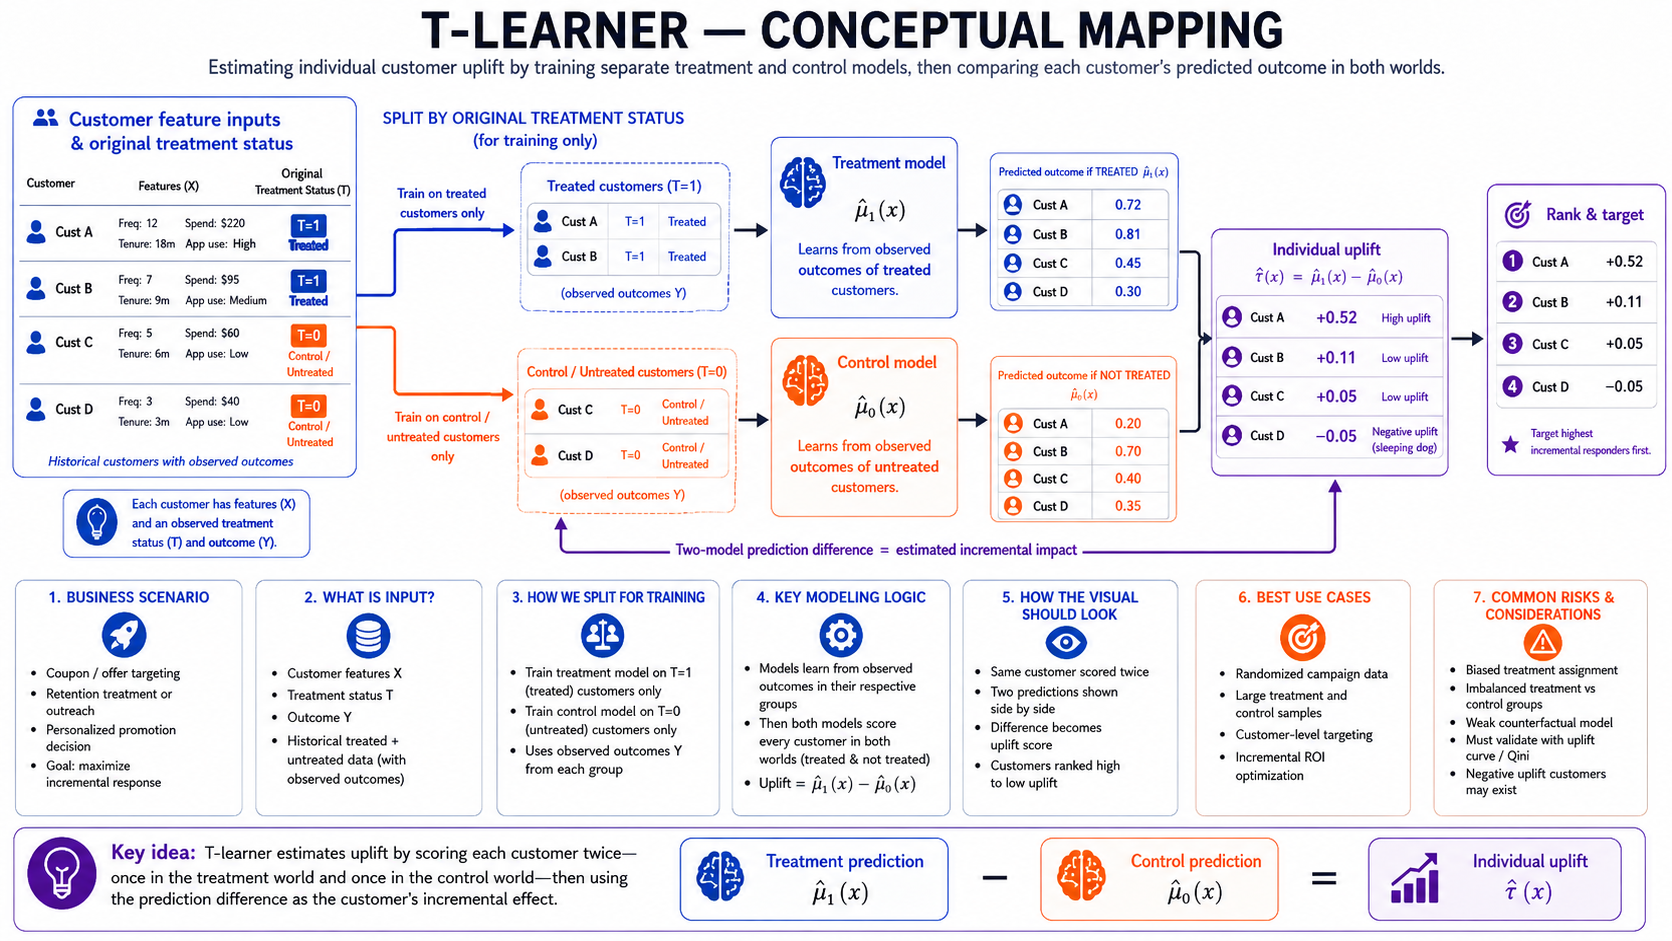 T-LEARNER — CONCEPTUAL MAPPING
Estimating individual customer uplift by training separate treatment and control models, then comparing each customer's predicted outcome in both worlds.
Customer feature inputs
& original treatment status
Customer
Features (X)
Original
Treatment Status (T)
Cust A
Freq: 12
Spend: $220
Tenure: 18m
App use: High
T=1
Treated
Cust B
Freq: 7
Spend: $95
Tenure: 9m
App use: Medium
T=1
Treated
Cust C
Freq: 5
Spend: $60
Tenure: 6m
App use: Low
T=0
Control /
Untreated
Cust D
Freq: 3
Spend: $40
Tenure: 3m
App use: Low
T=0
Control /
Untreated
Historical customers with observed outcomes
Each customer has features (X)
and an observed treatment
status (T) and outcome (Y).
SPLIT BY ORIGINAL TREATMENT STATUS
(for training only)
Train on treated
customers only
Train on control /
untreated customers
only
Treated customers (T=1)
Cust A T=1 Treated
Cust B T=1 Treated
(observed outcomes Y)
Control / Untreated customers (T=0)
Cust C T=0 Control /
Untreated
Cust D T=0 Control /
Untreated
(observed outcomes Y)
Treatment model
μ̂₁(x)
Learns from observed
outcomes of treated
customers.
Control model
μ̂₀(x)
Learns from observed
outcomes of untreated
customers.
Predicted outcome if TREATED μ̂₁(x)
Cust A 0.72
Cust B 0.81
Cust C 0.45
Cust D 0.30
Predicted outcome if NOT TREATED
μ̂₀(x)
Cust A 0.20
Cust B 0.70
Cust C 0.40
Cust D 0.35
Individual uplift
τ̂(x) = μ̂₁(x) − μ̂₀(x)
Cust A +0.52 High uplift
Cust B +0.11 Low uplift
Cust C +0.05 Low uplift
Cust D −0.05 Negative uplift
(sleeping dog)
Rank & target
1 Cust A +0.52
2 Cust B +0.11
3 Cust C +0.05
4 Cust D −0.05
Target highest
incremental responders first.
Two-model prediction difference = estimated incremental impact
1. BUSINESS SCENARIO
• Coupon / offer targeting
• Retention treatment or
outreach
• Personalized promotion
decision
• Goal: maximize
incremental response
2. WHAT IS INPUT?
• Customer features X
• Treatment status T
• Outcome Y
• Historical treated +
untreated data (with
observed outcomes)
3. HOW WE SPLIT FOR TRAINING
• Train treatment model on T=1
(treated) customers only
• Train control model on T=0
(untreated) customers only
• Uses observed outcomes Y
from each group
4. KEY MODELING LOGIC
• Models learn from observed
outcomes in their respective
groups
• Then both models score
every customer in both
worlds (treated & not treated)
• Uplift = μ̂₁(x) − μ̂₀(x)
5. HOW THE VISUAL
SHOULD LOOK
• Same customer scored twice
• Two predictions shown
side by side
• Difference becomes
uplift score
• Customers ranked high
to low uplift
6. BEST USE CASES
• Randomized campaign data
• Large treatment and
control samples
• Customer-level targeting
• Incremental ROI
optimization
7. COMMON RISKS &
CONSIDERATIONS
• Biased treatment assignment
• Imbalanced treatment vs
control groups
• Weak counterfactual model
• Must validate with uplift
curve / Qini
• Negative uplift customers
may exist
Key idea: T-learner estimates uplift by scoring each customer twice—
once in the treatment world and once in the control world—then using
the prediction difference as the customer's incremental effect.
Treatment prediction
μ̂₁(x)
−
Control prediction
μ̂₀(x)
=
Individual uplift
τ̂(x)